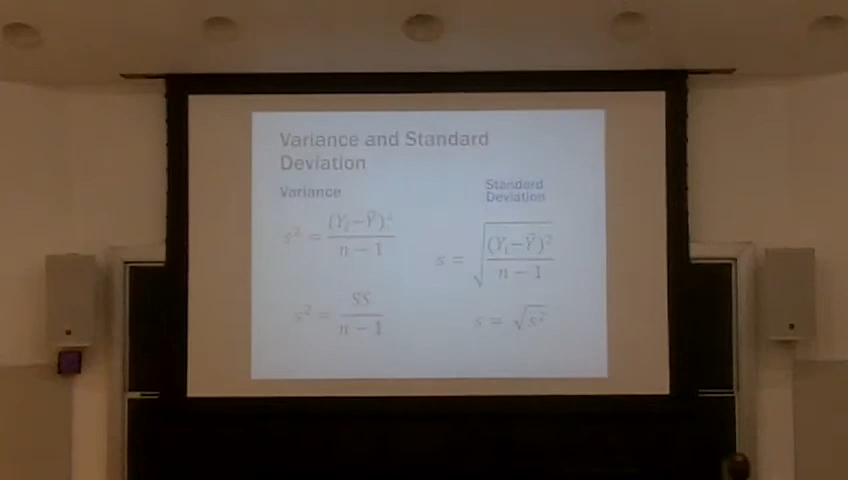 Variance and Standard
Deviation
Variance
s² = (Yᵢ−Ȳ)² / n − 1
s² = SS / n − 1
Standard
Deviation
s = √((Yᵢ−Ȳ)² / n − 1)
s = √s²